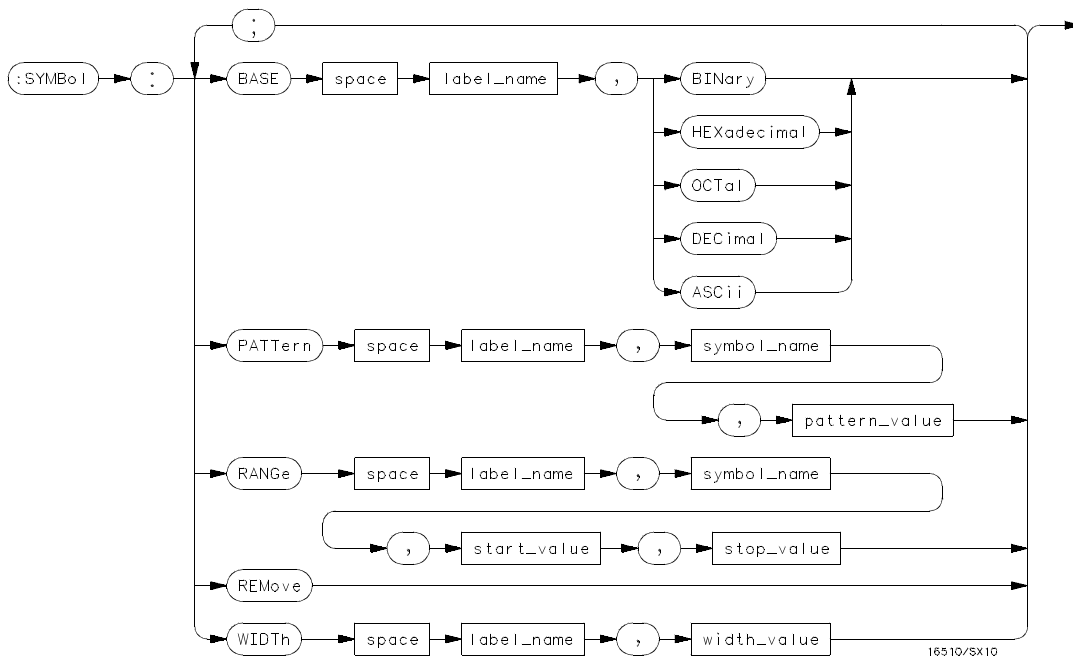 ;
:SYMBol : BASE space label_name , BINary
HEXadecimal
OCTal
DECimal
ASCii
PATTern space label_name , symbol_name
, pattern_value
RANGe space label_name , symbol_name
, start_value , stop_value
REMove
WIDTh space label_name , width_value
16510/SX10